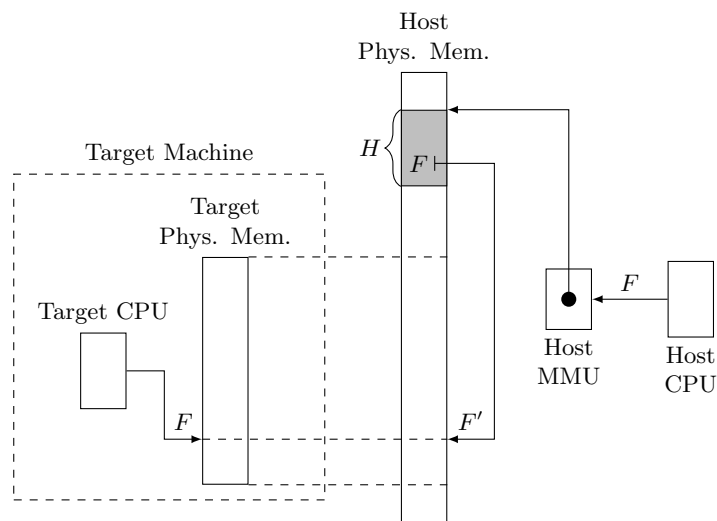 Host
Phys. Mem.
H
F
Target Machine
Target
Phys. Mem.
Target CPU
F
F′
F
Host
MMU
Host
CPU